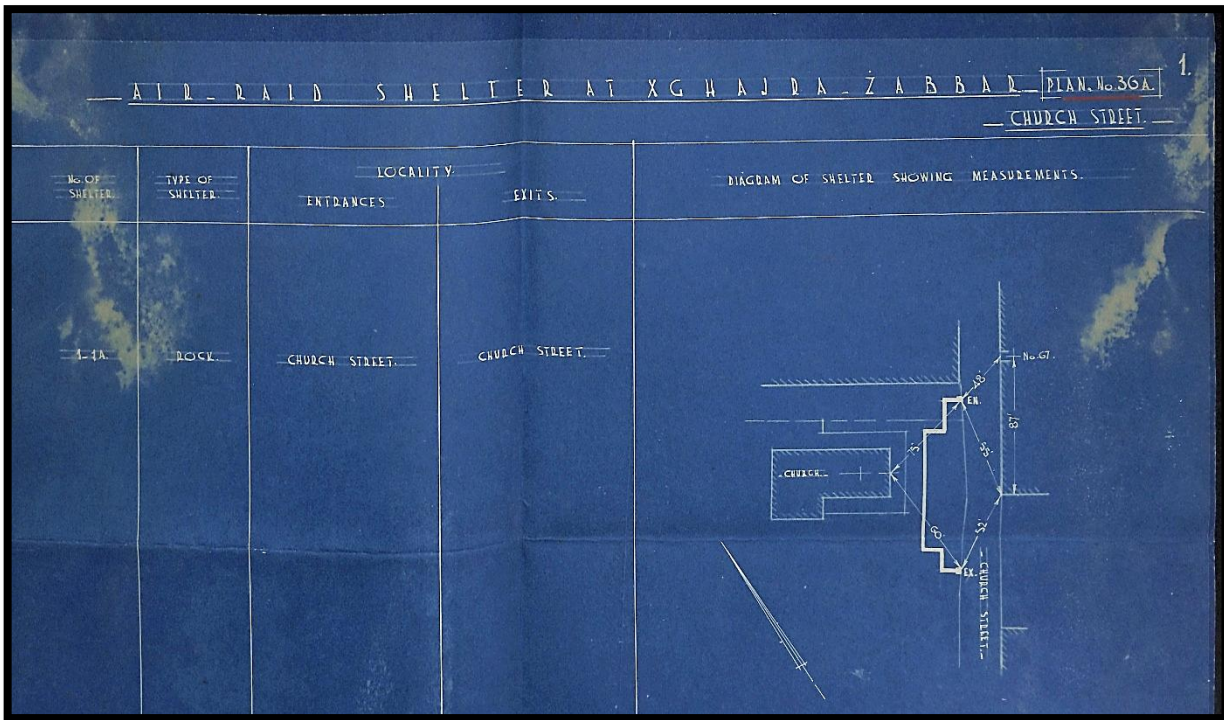 1.
AIR-RAID SHELTER AT XGHAJRA-ŻABBAR PLAN. No. 36A.
CHURCH STREET.
No. OF SHELTER.
TYPE OF SHELTER.
LOCALITY.
ENTRANCES
EXITS.
DIAGRAM OF SHELTER SHOWING MEASUREMENTS.
1-1A.
ROCK.
CHURCH STREET.
CHURCH STREET.
No. 67.
48'
EN.
87'
55'
CHURCH
60'
52'
EX.
CHURCH STREET.